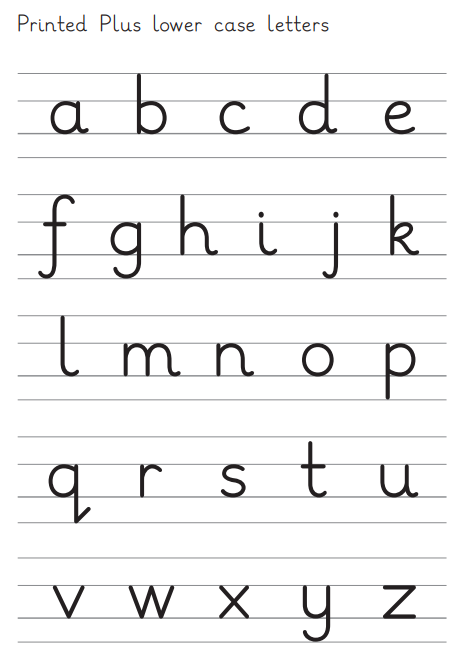 Printed Plus lower case letters
a b c d e
f g h i j k
l m n o p
q r s t u
v w x y z